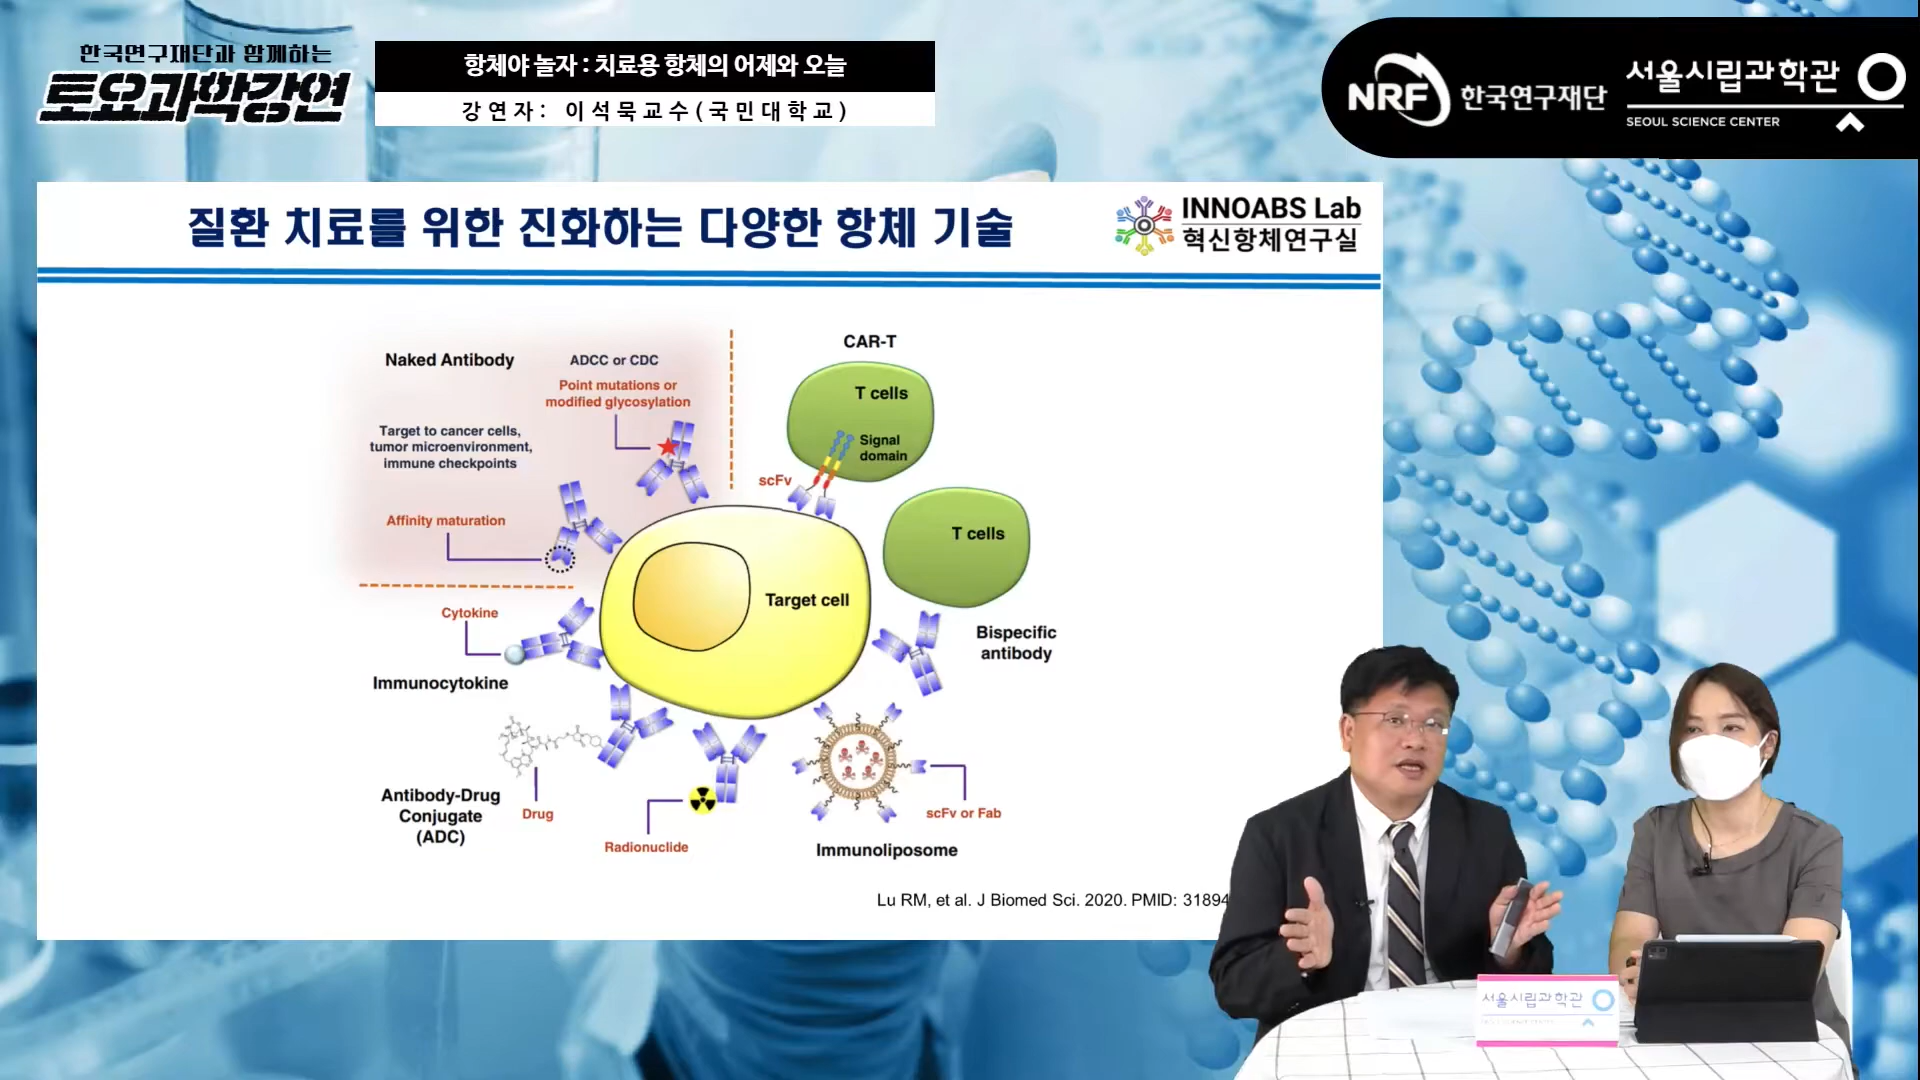 한국연구재단과 함께하는
토요과학강연
항체야 놀자 : 치료용 항체의 어제와 오늘
강연자: 이석묵교수(국민대학교)
NRF 한국연구재단
서울시립과학관
SEOUL SCIENCE CENTER
질환 치료를 위한 진화하는 다양한 항체 기술
INNOABS Lab
혁신항체연구실
Naked Antibody
ADCC or CDC
Point mutations or
modified glycosylation
Target to cancer cells,
tumor microenvironment,
immune checkpoints
Affinity maturation
CAR-T
T cells
Signal
domain
scFv
T cells
Target cell
Bispecific
antibody
Cytokine
Immunocytokine
Antibody-Drug
Conjugate
(ADC)
Drug
Radionuclide
scFv or Fab
Immunoliposome
Lu RM, et al. J Biomed Sci. 2020. PMID: 31894
서울시립과학관